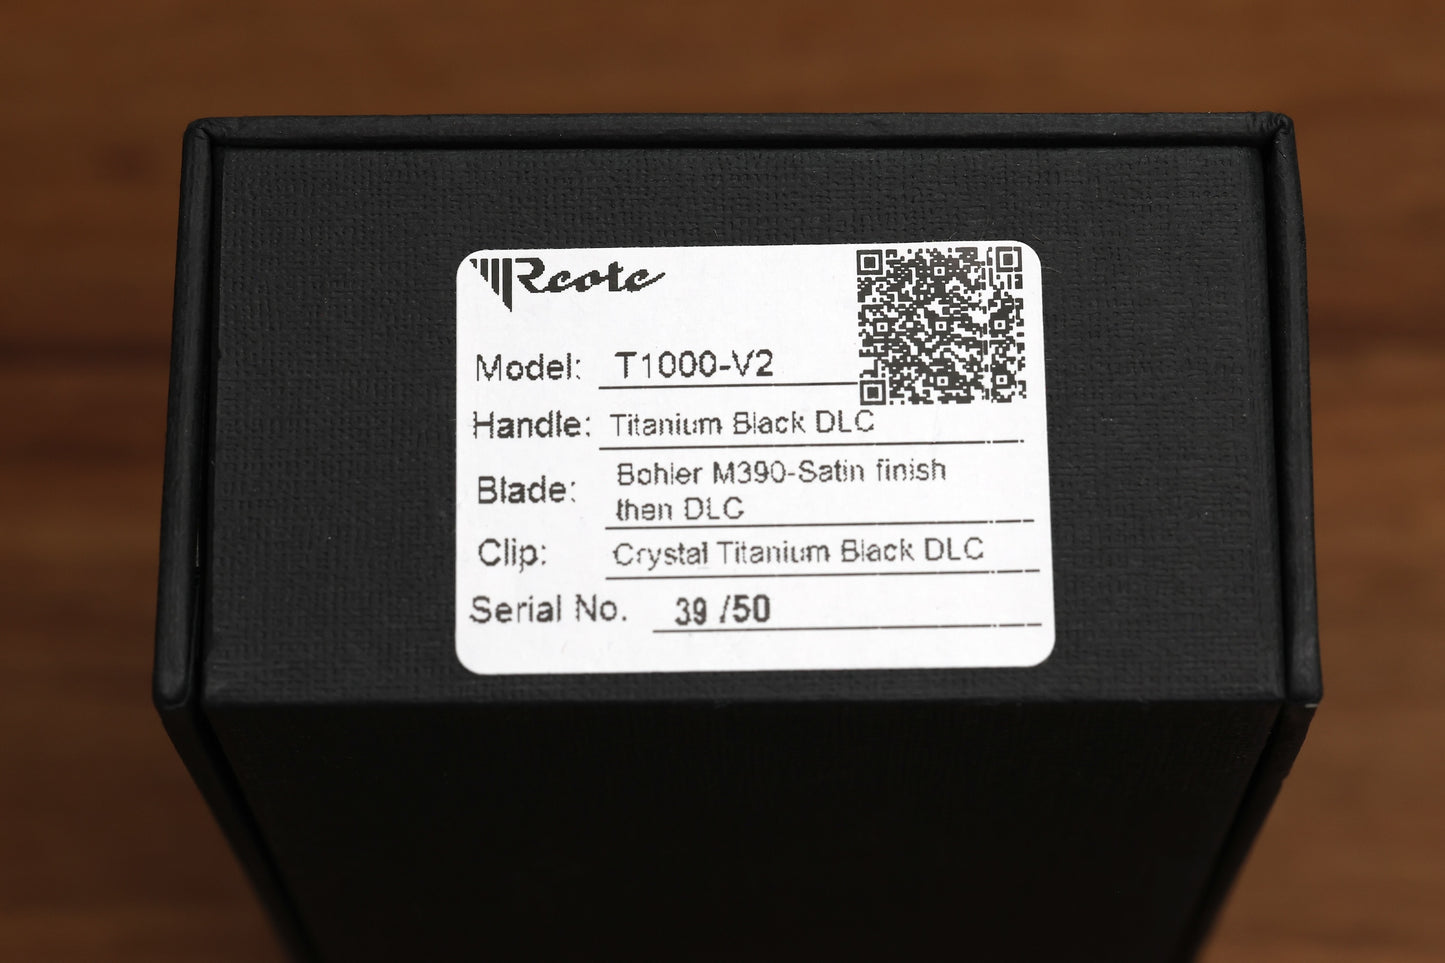 Reate
Model: T1000-V2
Handle: Titanium Black DLC
Blade: Bohler M390-Satin finish
then DLC
Clip: Crystal Titanium Black DLC
Serial No. 39 /50